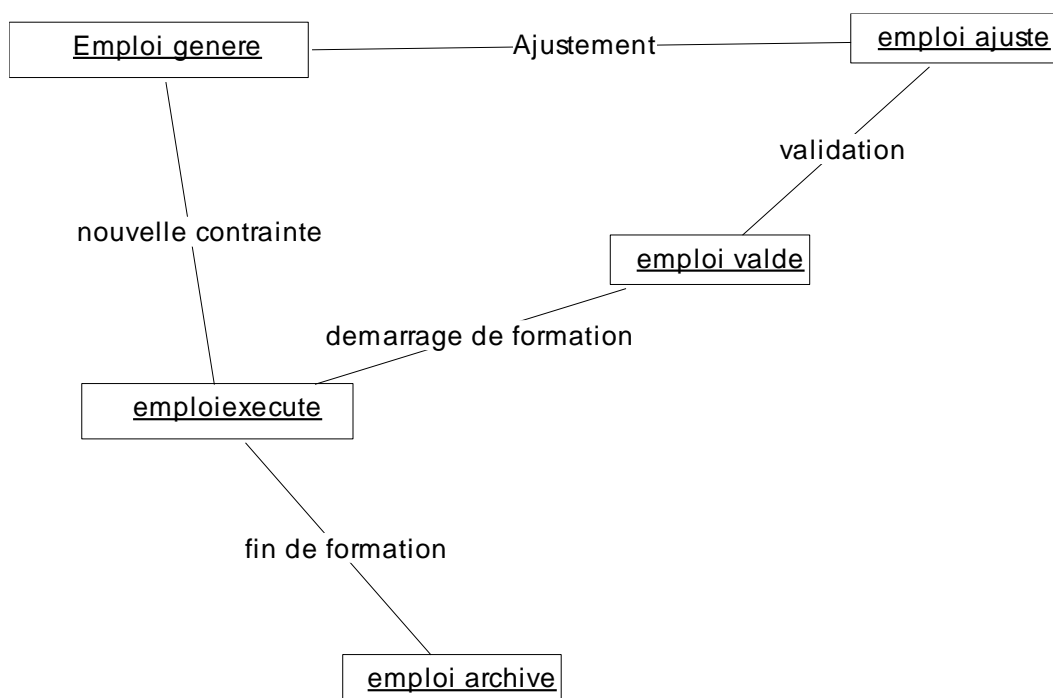 Emploi genere
Ajustement
emploi ajuste
validation
nouvelle contrainte
emploi valde
demarrage de formation
emploiexecute
fin de formation
emploi archive